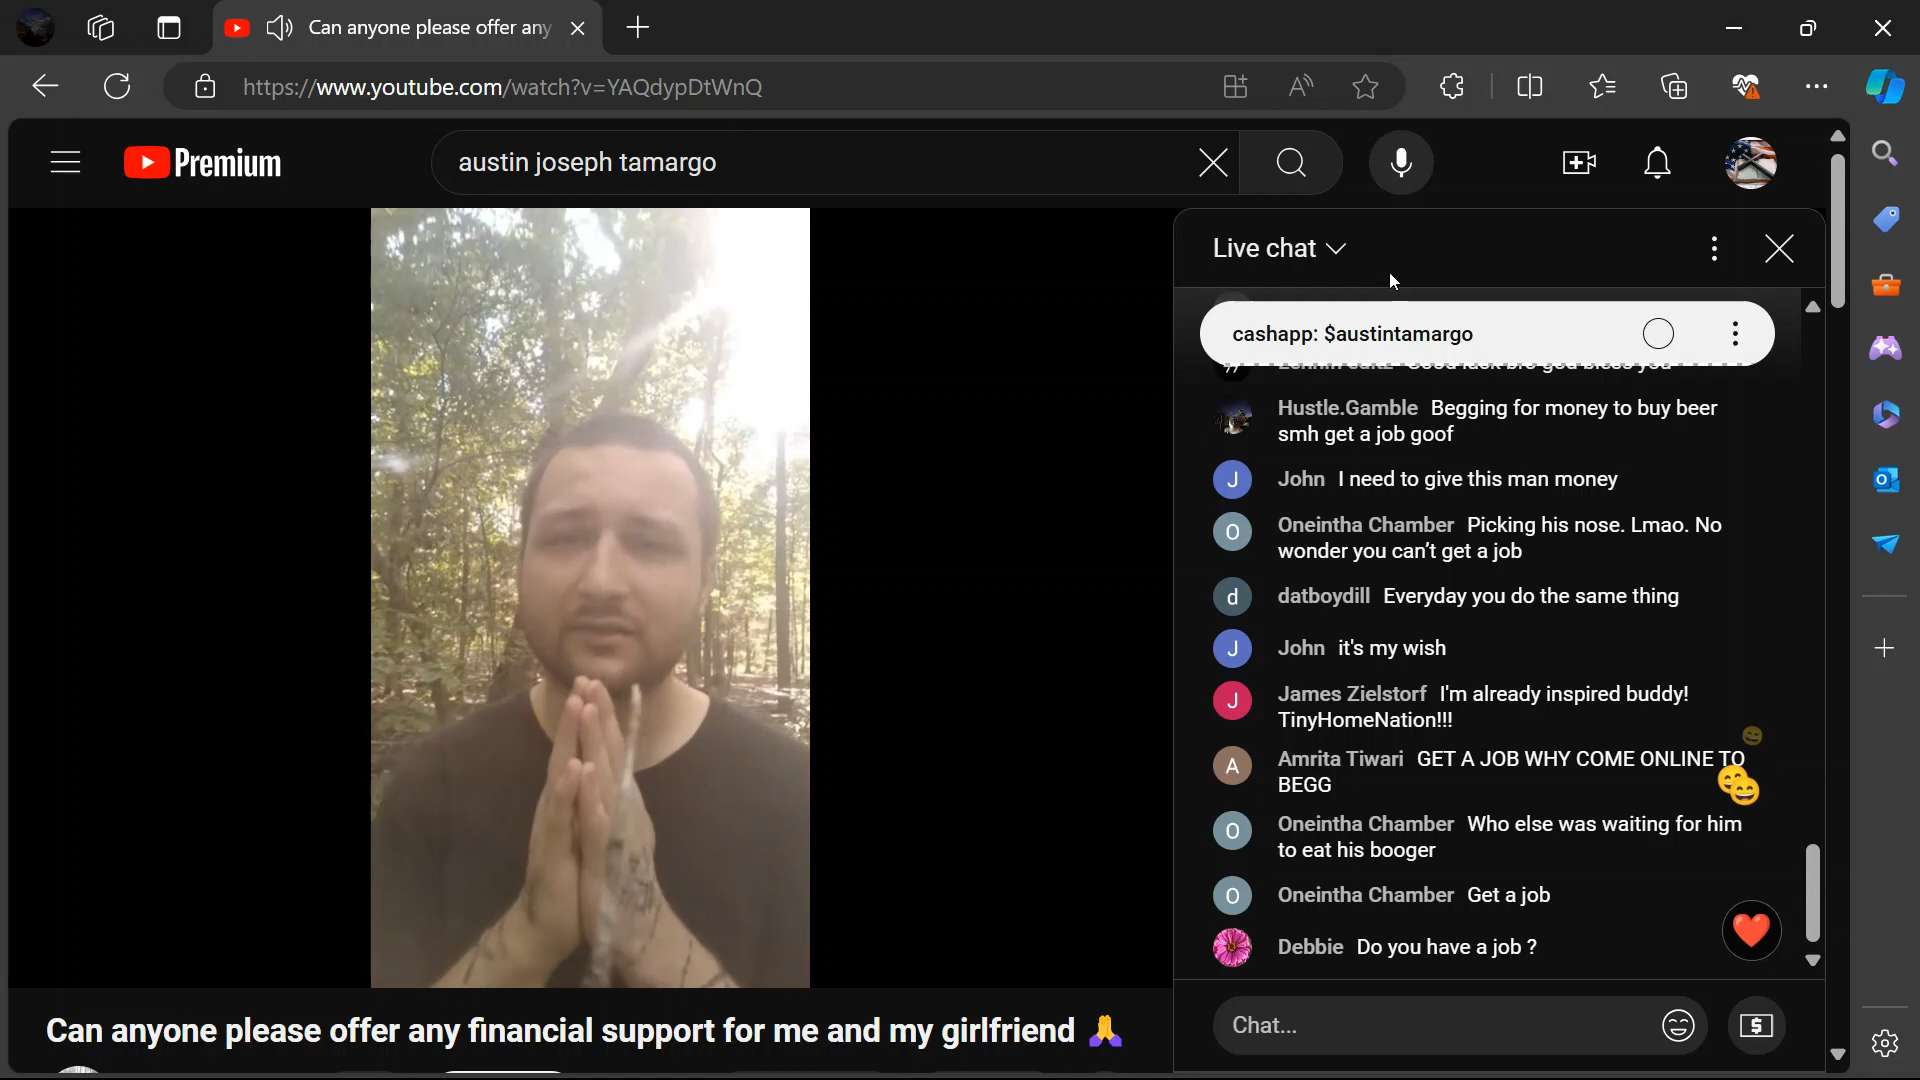 Can anyone please offer any
https://www.youtube.com/watch?v=YAQdypDtWnQ
Premium
austin joseph tamargo
Live chat
cashapp: $austintamargo
Hustle.Gamble Begging for money to buy beer
smh get a job goof
John I need to give this man money
Oneintha Chamber Picking his nose. Lmao. No
wonder you can't get a job
datboydill Everyday you do the same thing
John it's my wish
James Zielstorf I'm already inspired buddy!
TinyHomeNation!!!
Amrita Tiwari GET A JOB WHY COME ONLINE TO
BEGG
Oneintha Chamber Who else was waiting for him
to eat his booger
Oneintha Chamber Get a job
Debbie Do you have a job ?
Chat...
Can anyone please offer any financial support for me and my girlfriend 🙏